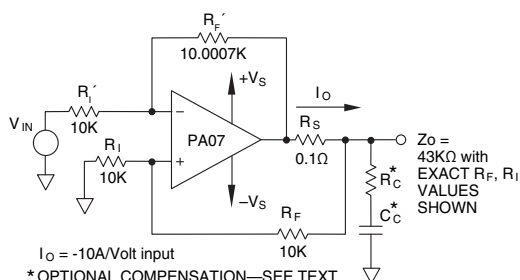 R_F´
10.0007K
+V_S
I_O
R_I´
V_IN
10K
PA07
R_S
0.1Ω
Zo =
43KΩ with
EXACT R_F, R_I
VALUES
SHOWN
R_I
10K
R_C*
C_C*
–V_S
R_F
10K
I_O = -10A/Volt input
* OPTIONAL COMPENSATION—SEE TEXT